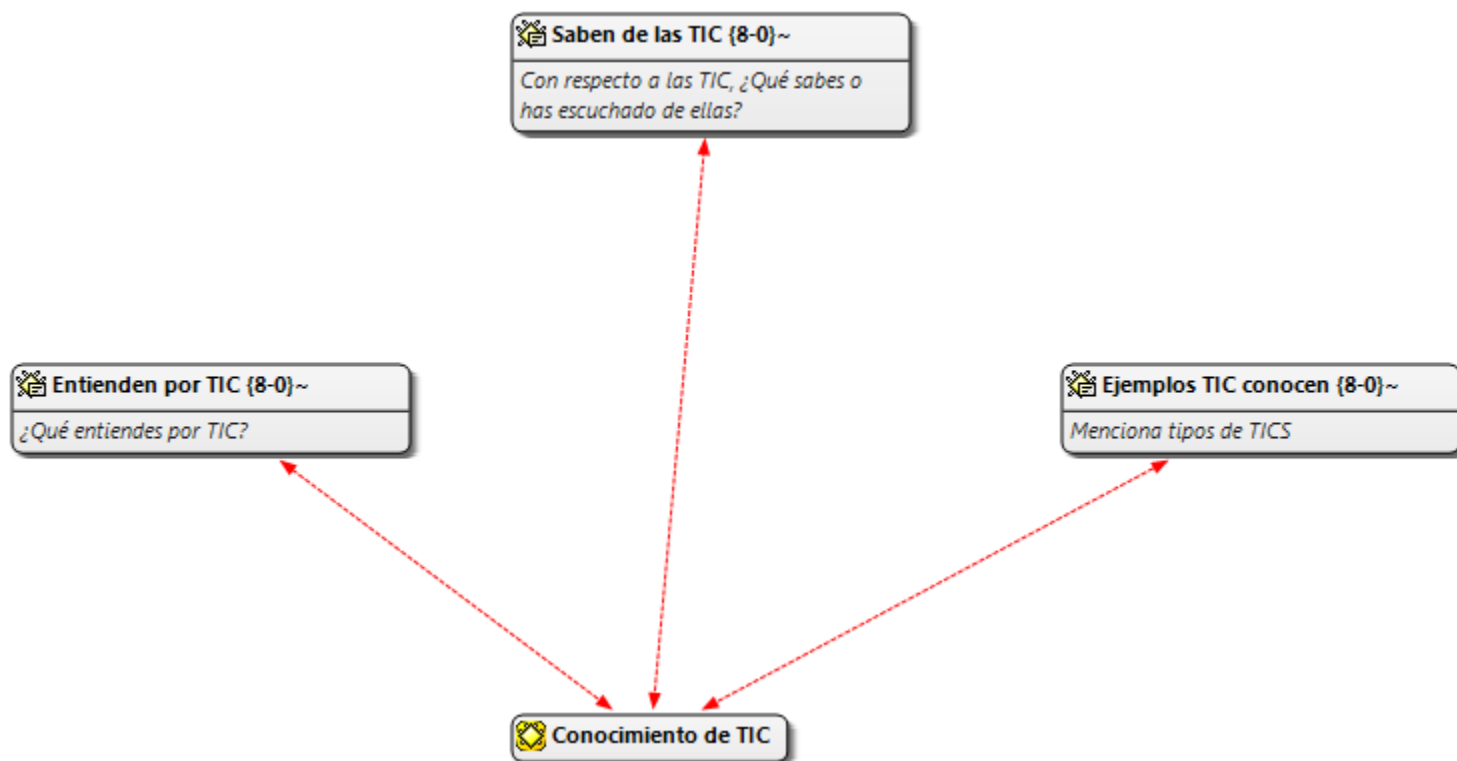 Saben de las TIC {8-0}~
Con respecto a las TIC, ¿Qué sabes o
has escuchado de ellas?
Entienden por TIC {8-0}~
¿Qué entiendes por TIC?
Ejemplos TIC conocen {8-0}~
Menciona tipos de TICS
Conocimiento de TIC